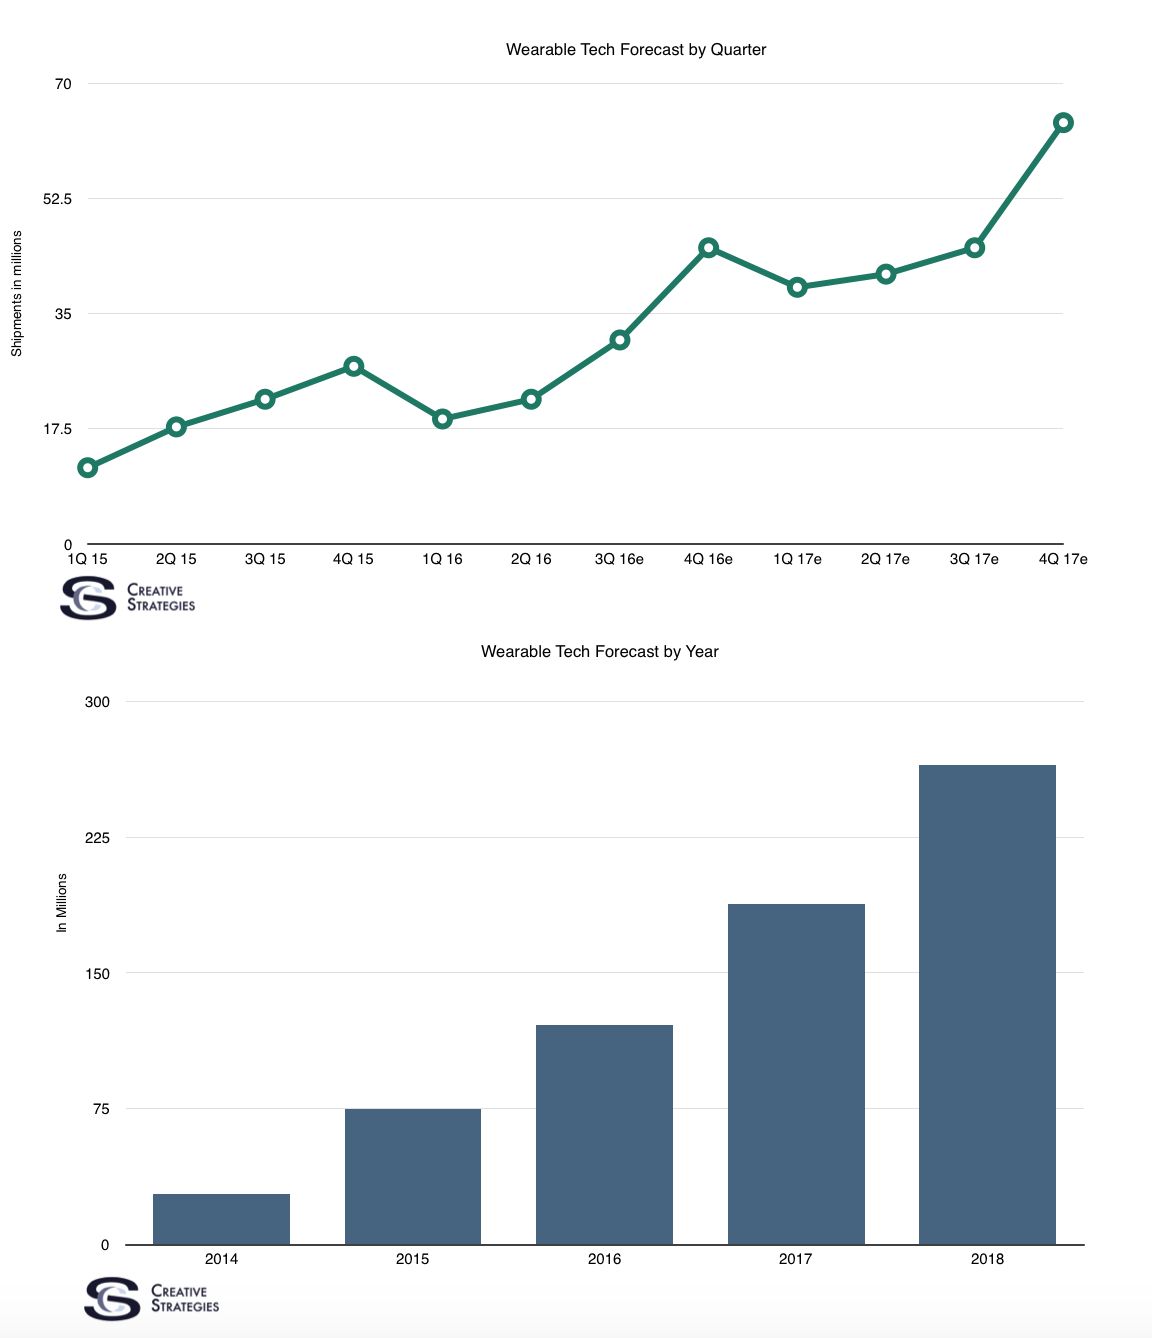 Wearable Tech Forecast by Quarter
70
52.5
35
17.5
0
Shipments in millions
1Q 15 2Q 15 3Q 15 4Q 15 1Q 16 2Q 16 3Q 16e 4Q 16e 1Q 17e 2Q 17e 3Q 17e 4Q 17e
CREATIVE
STRATEGIES
Wearable Tech Forecast by Year
300
225
150
75
0
In Millions
2014 2015 2016 2017 2018
CREATIVE
STRATEGIES